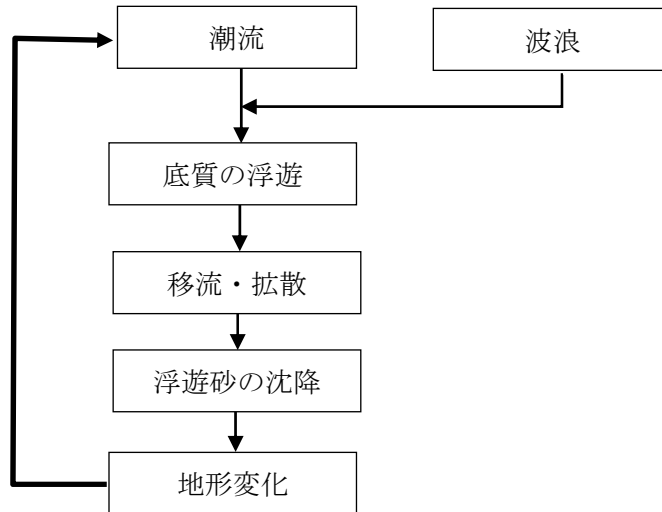 潮流
波浪
底質の浮遊
移流・拡散
浮遊砂の沈降
地形変化